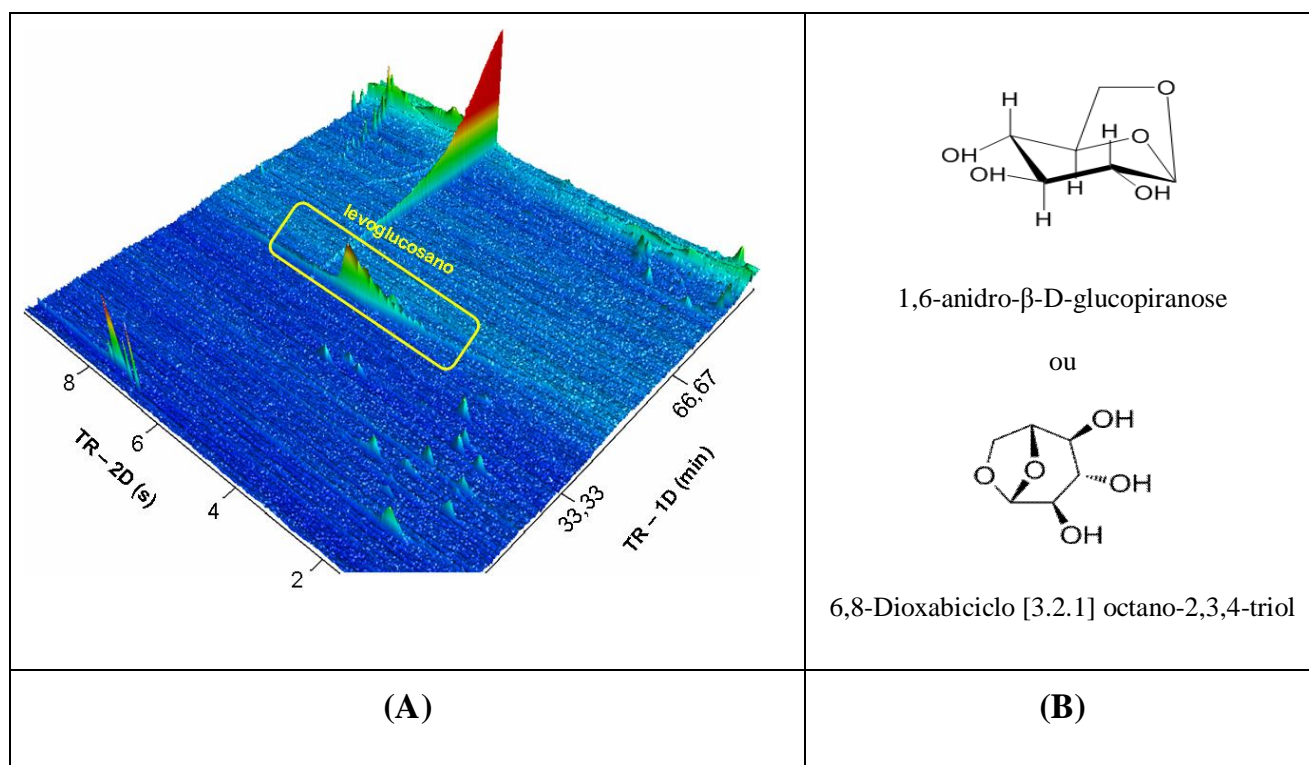 levoglucosano
8
6
4
2
TR – 2D (s)
66,67
33,33
TR – 1D (min)
(A)
O
H
H
O
OH
OH
H
OH
H
1,6-anidro-β-D-glucopiranose
ou
OH
O
O
OH
OH
6,8-Dioxabiciclo [3.2.1] octano-2,3,4-triol
(B)